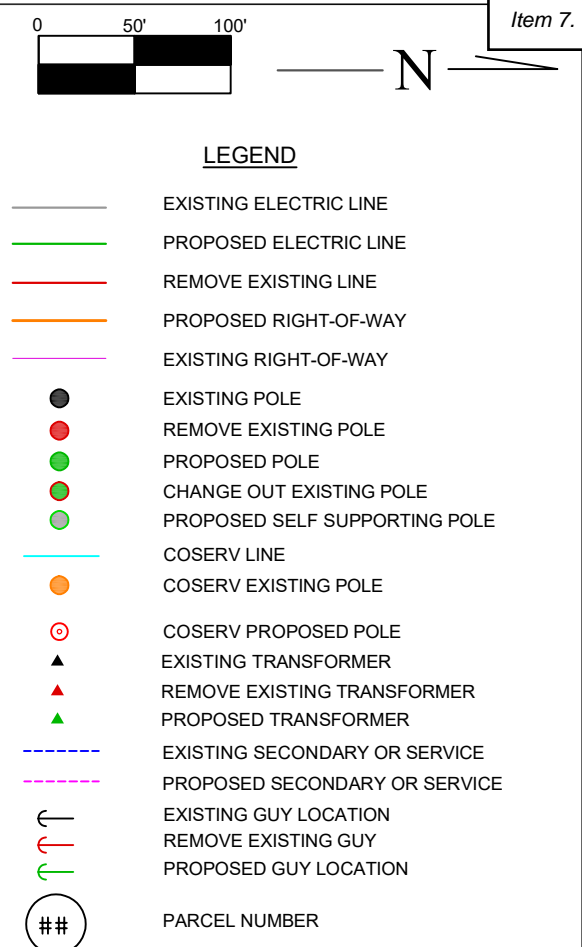 Item 7.
0 50' 100'
N
LEGEND
EXISTING ELECTRIC LINE
PROPOSED ELECTRIC LINE
REMOVE EXISTING LINE
PROPOSED RIGHT-OF-WAY
EXISTING RIGHT-OF-WAY
EXISTING POLE
REMOVE EXISTING POLE
PROPOSED POLE
CHANGE OUT EXISTING POLE
PROPOSED SELF SUPPORTING POLE
COSERV LINE
COSERV EXISTING POLE
COSERV PROPOSED POLE
EXISTING TRANSFORMER
REMOVE EXISTING TRANSFORMER
PROPOSED TRANSFORMER
EXISTING SECONDARY OR SERVICE
PROPOSED SECONDARY OR SERVICE
EXISTING GUY LOCATION
REMOVE EXISTING GUY
PROPOSED GUY LOCATION
## PARCEL NUMBER